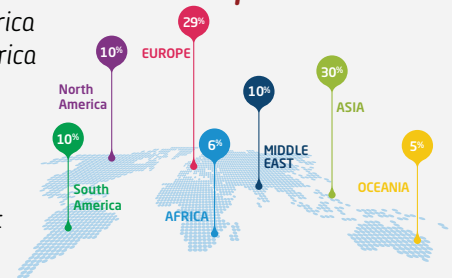 rica
rica
29%
10%
EUROPE
30%
10%
North
America
ASIA
10%
6%
5%
MIDDLE
EAST
South
America
OCEANIA
AFRICA